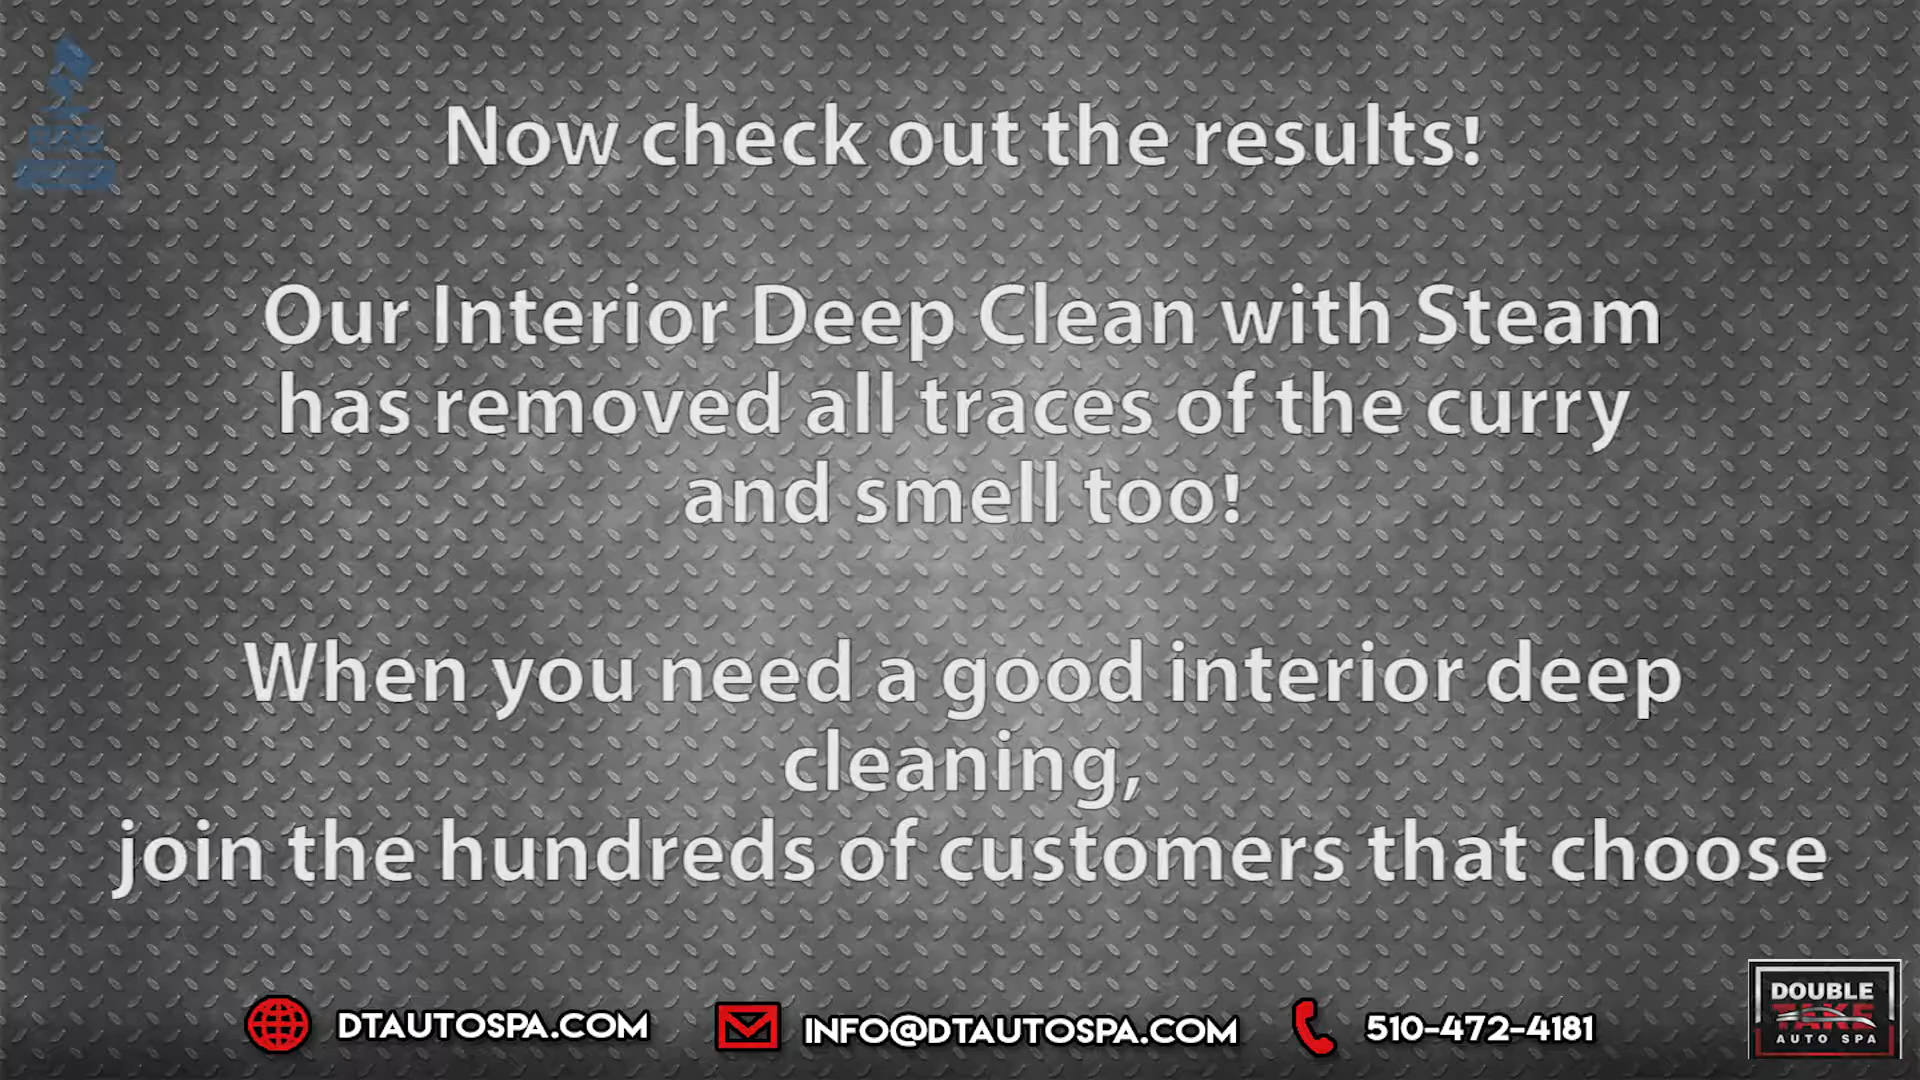 Now check out the results!
Our Interior Deep Clean with Steam
has removed all traces of the curry
and smell too!
When you need a good interior deep
cleaning,
join the hundreds of customers that choose
DTAUTOSPA.COM
INFO@DTAUTOSPA.COM
510-472-4181
DOUBLE
TAKE
AUTO SPA